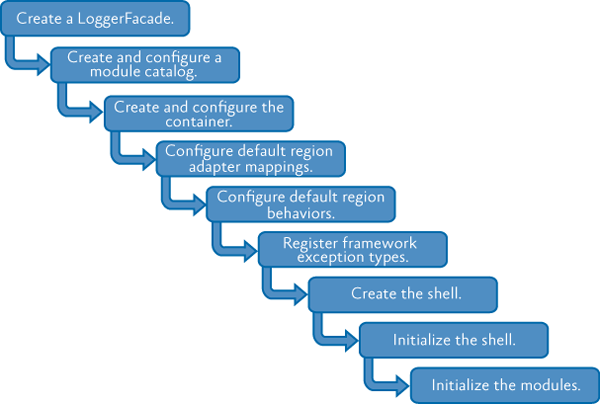 Create a LoggerFacade.
Create and configure a
module catalog.
Create and configure the
container.
Configure default region
adapter mappings.
Configure default region
behaviors.
Register framework
exception types.
Create the shell.
Initialize the shell.
Initialize the modules.